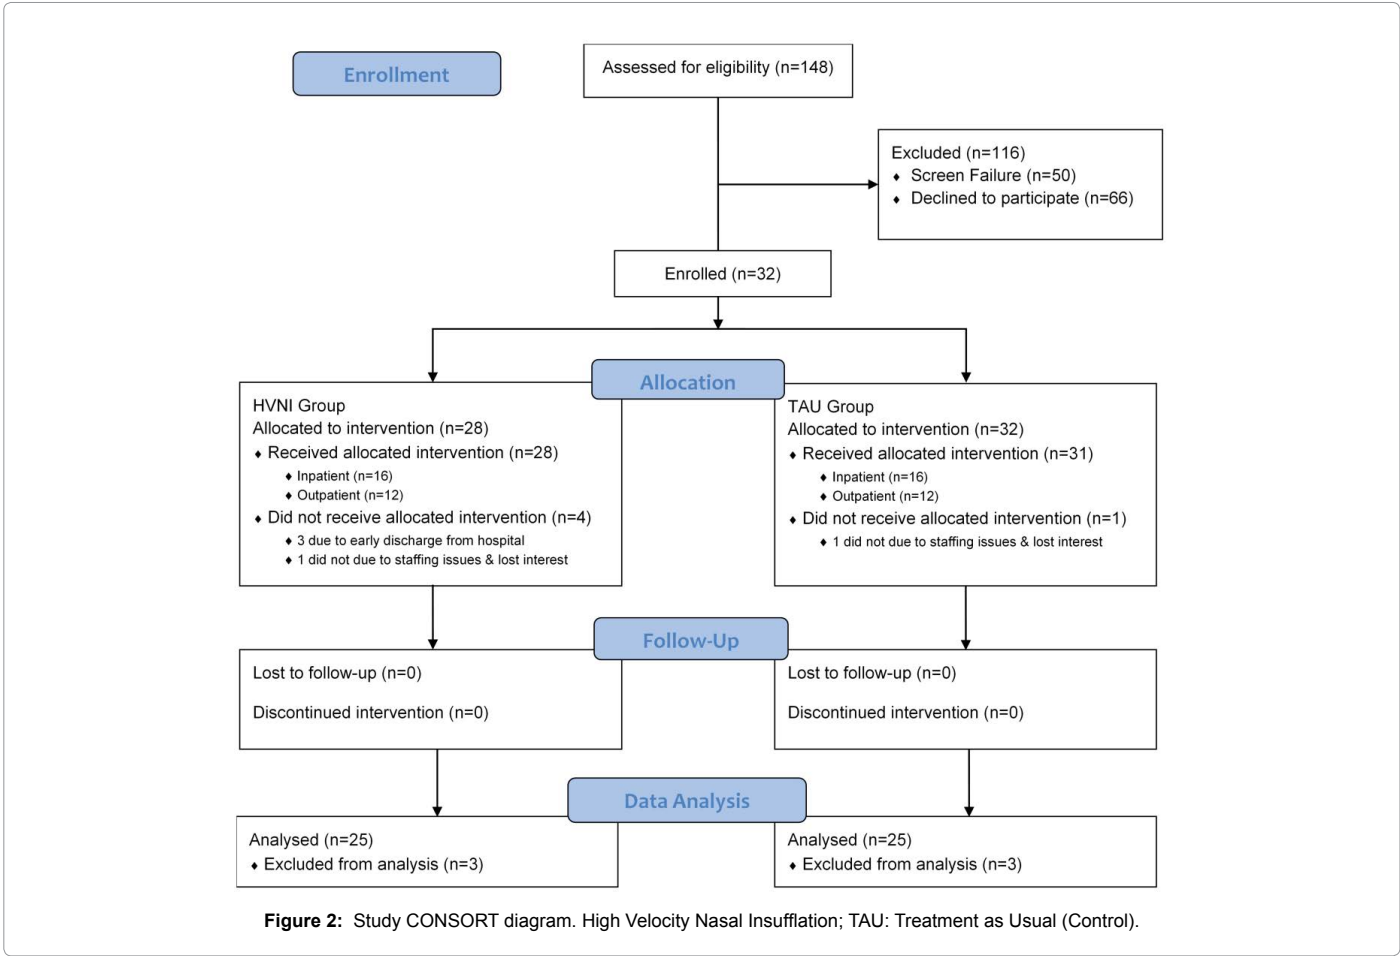 Enrollment
Assessed for eligibility (n=148)
Excluded (n=116)
♦ Screen Failure (n=50)
♦ Declined to participate (n=66)
Enrolled (n=32)
Allocation
HVNI Group
Allocated to intervention (n=28)
♦ Received allocated intervention (n=28)
♦ Inpatient (n=16)
♦ Outpatient (n=12)
♦ Did not receive allocated intervention (n=4)
♦ 3 due to early discharge from hospital
♦ 1 did not due to staffing issues & lost interest
TAU Group
Allocated to intervention (n=32)
♦ Received allocated intervention (n=31)
♦ Inpatient (n=16)
♦ Outpatient (n=12)
♦ Did not receive allocated intervention (n=1)
♦ 1 did not due to staffing issues & lost interest
Follow-Up
Lost to follow-up (n=0)
Discontinued intervention (n=0)
Lost to follow-up (n=0)
Discontinued intervention (n=0)
Data Analysis
Analysed (n=25)
♦ Excluded from analysis (n=3)
Analysed (n=25)
♦ Excluded from analysis (n=3)
Figure 2: Study CONSORT diagram. High Velocity Nasal Insufflation; TAU: Treatment as Usual (Control).